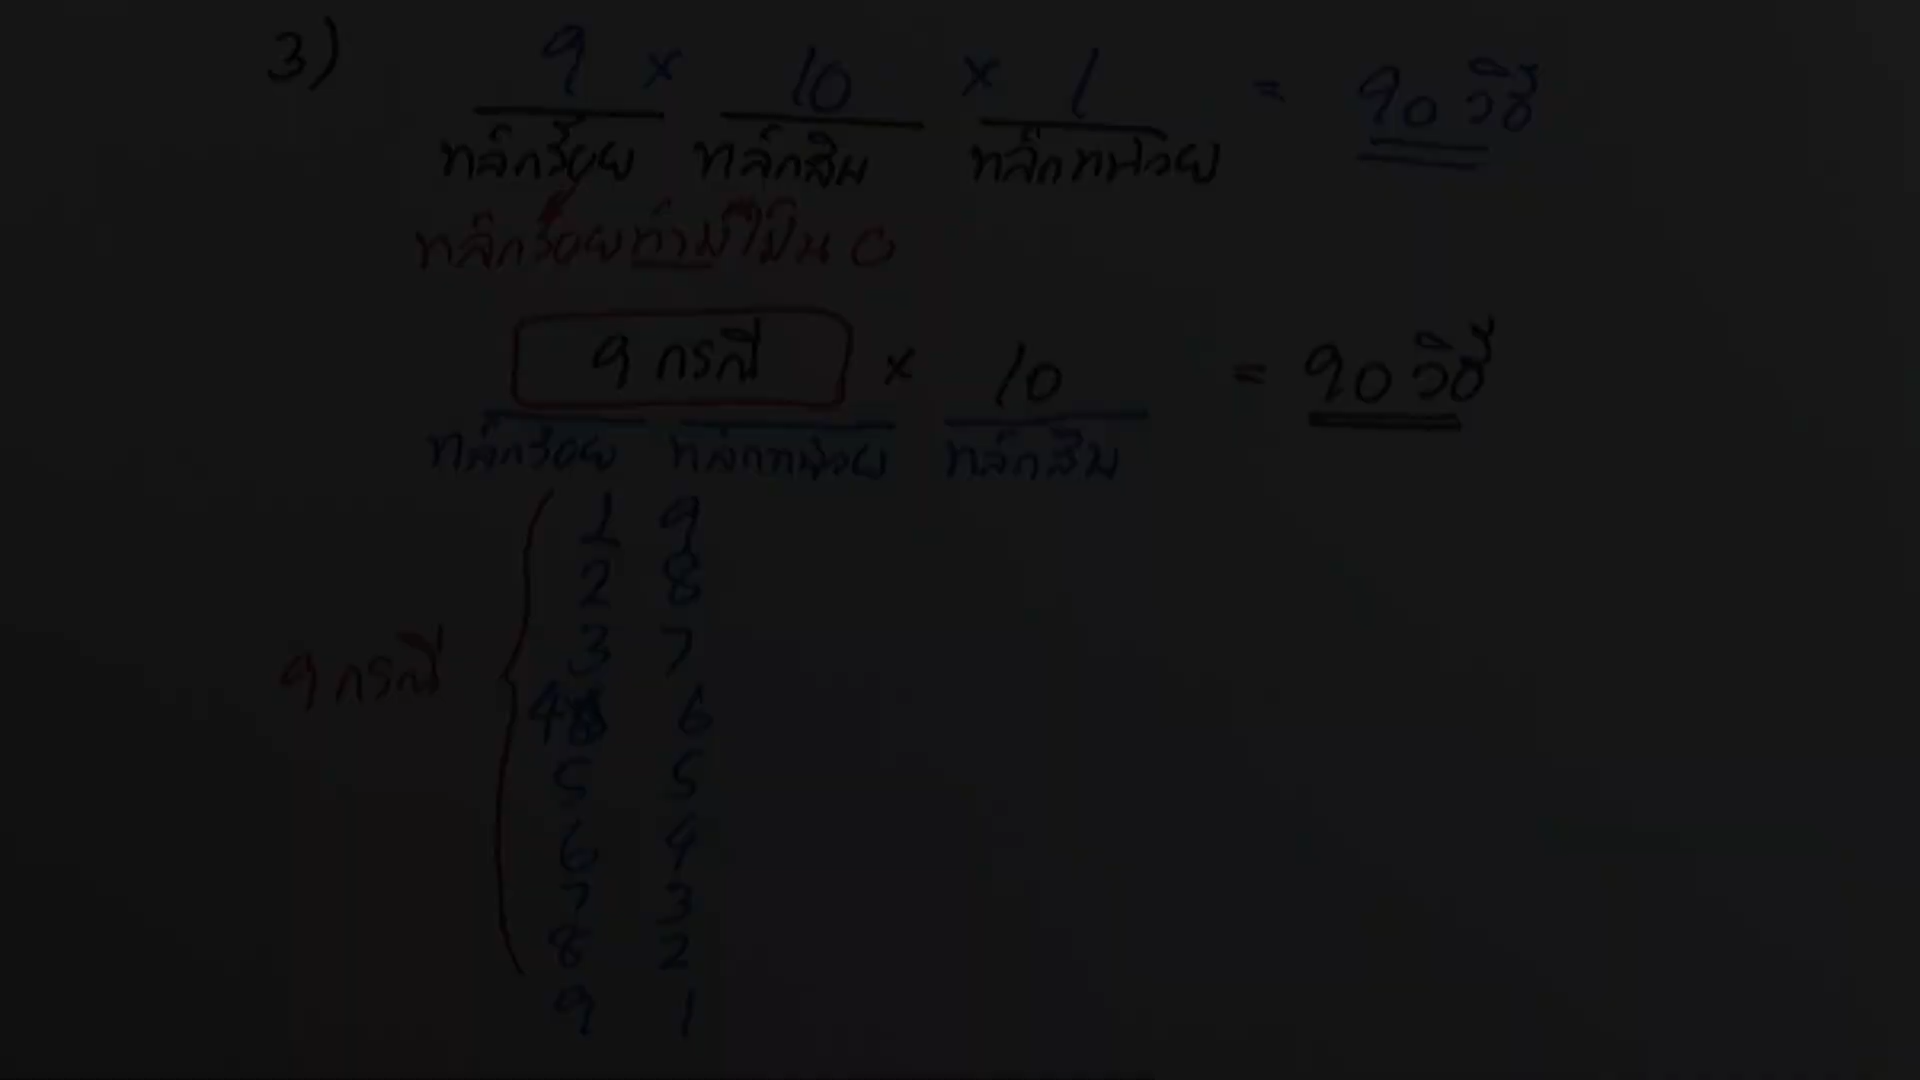 3) 9 × 10 × 1 = 90 วิธี
หลักร้อย หลักสิบ หลักหน่วย
หลักร้อยห้ามเป็น 0
9 กรณี × 10 = 90 วิธี
หลักร้อย หลักหน่วย หลักสิบ
1 9
2 8
3 7
9 กรณี
4 6
5 5
6 4
7 3
8 2
9 1